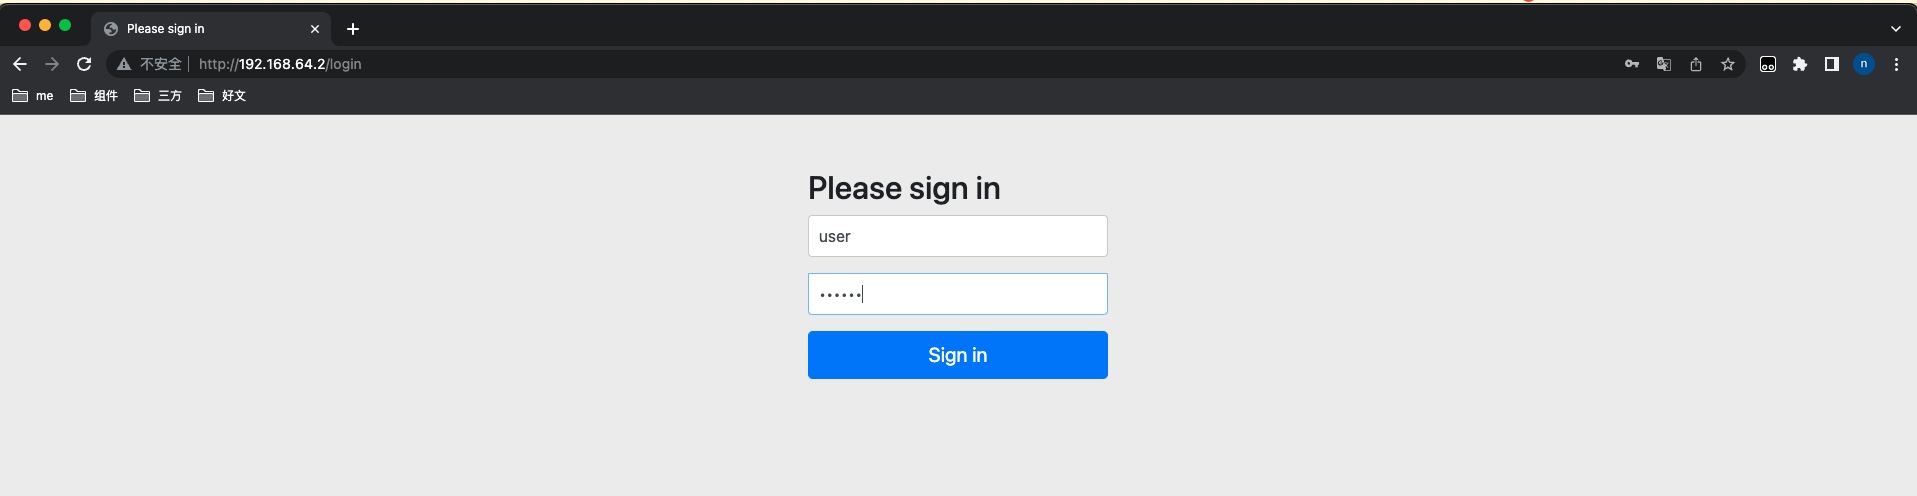 Please sign in
不安全 http://192.168.64.2/login
n
me 组件 三方 好文
Please sign in
user
••••••
Sign in